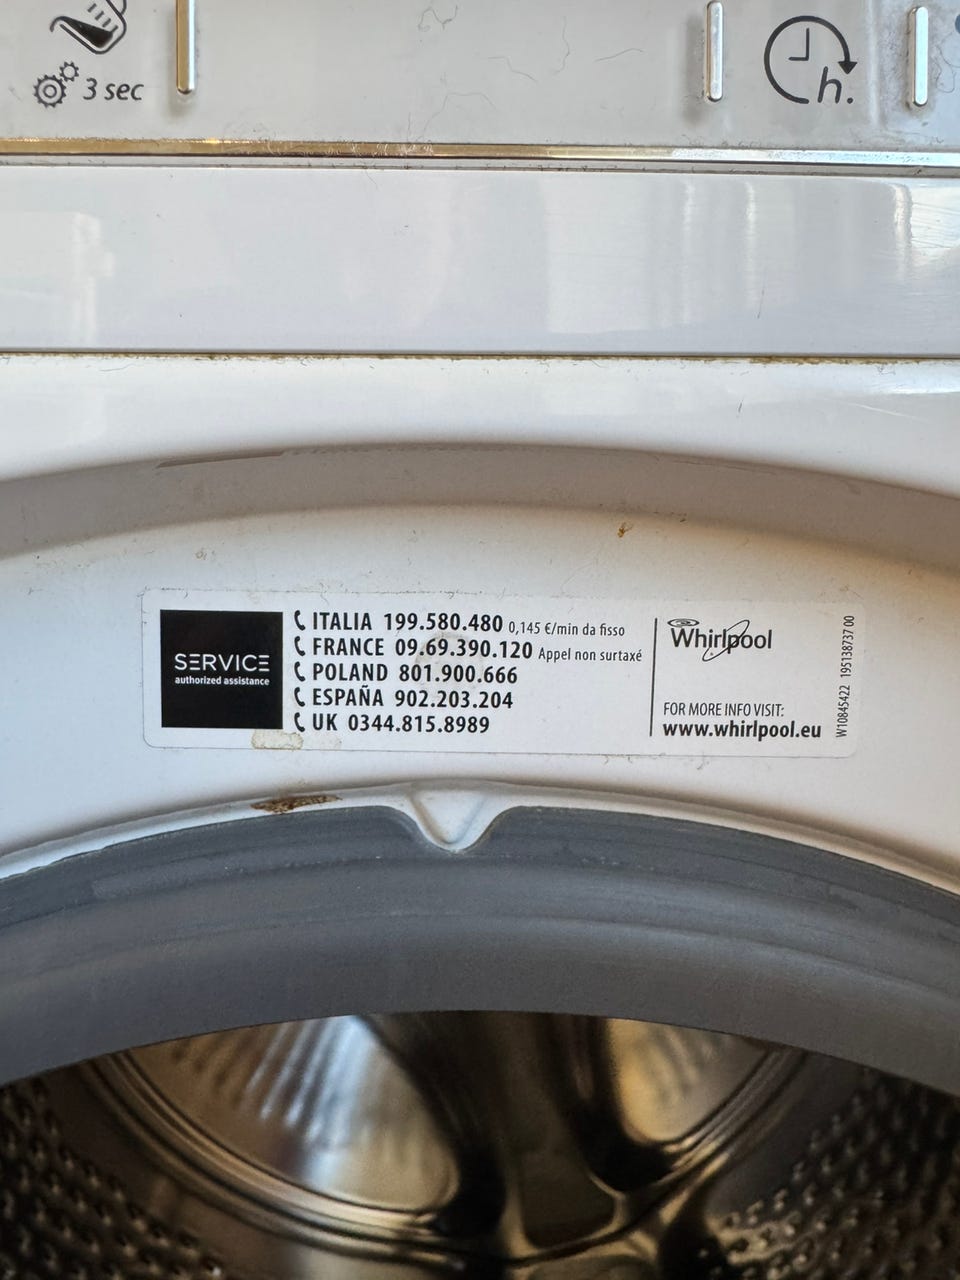 3 sec
h.
SERVICE
authorized assistance
ITALIA 199.580.480 0,145 €/min da fisso
FRANCE 09.69.390.120 Appel non surtaxé
POLAND 801.900.666
ESPAÑA 902.203.204
UK 0344.815.8989
Whirlpool
FOR MORE INFO VISIT:
www.whirlpool.eu
W10845422 195138737 00